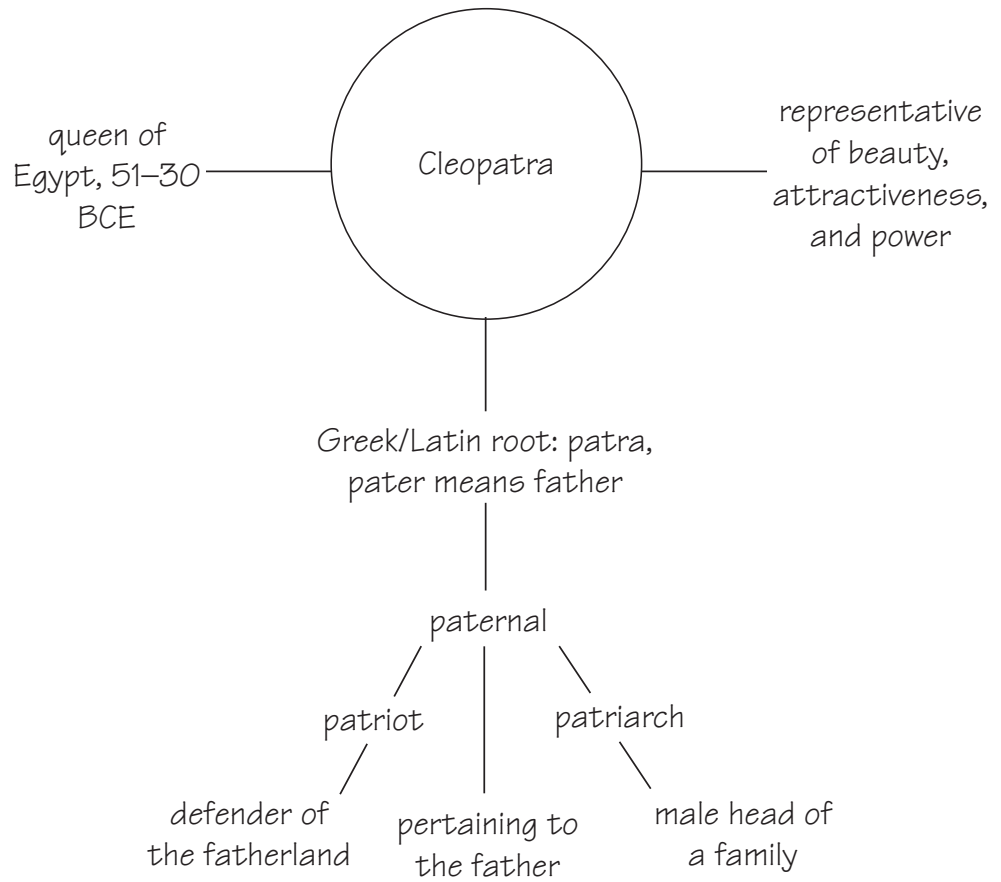 queen of
Egypt, 51–30
BCE
Cleopatra
representative
of beauty,
attractiveness,
and power
Greek/Latin root: patra,
pater means father
paternal
patriot
patriarch
defender of
the fatherland
pertaining to
the father
male head of
a family